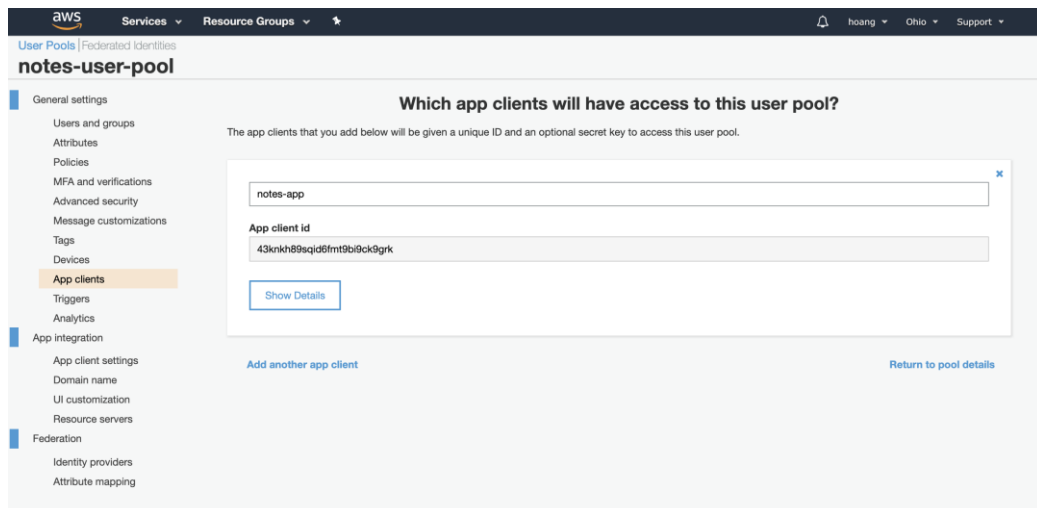 aws Services Resource Groups hoang Ohio Support
User Pools | Federated Identities
notes-user-pool
General settings
Users and groups
Attributes
Policies
MFA and verifications
Advanced security
Message customizations
Tags
Devices
App clients
Triggers
Analytics
App integration
App client settings
Domain name
UI customization
Resource servers
Federation
Identity providers
Attribute mapping
Which app clients will have access to this user pool?
The app clients that you add below will be given a unique ID and an optional secret key to access this user pool.
notes-app
App client id
43knkh89sqid6fmt9bi9ck9grk
Show Details
Add another app client
Return to pool details